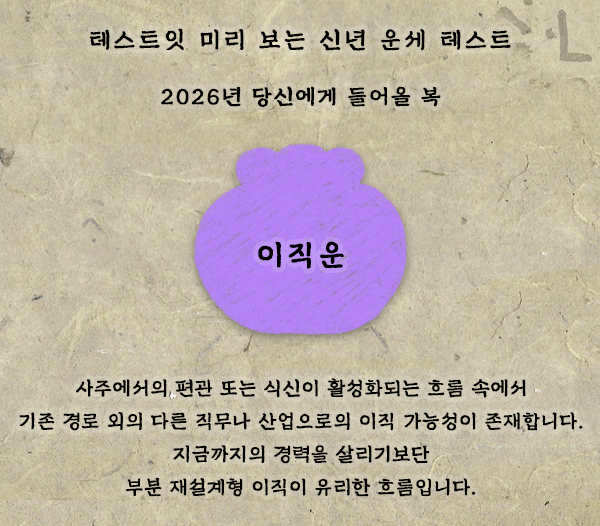 테스트잇 미리 보는 신년 운세 테스트
2026년 당신에게 들어올 복
이직운
사주에서의 편관 또는 식신이 활성화되는 흐름 속에서
기존 경로 외의 다른 직무나 산업으로의 이직 가능성이 존재합니다.
지금까지의 경력을 살리기보단
부분 재설계형 이직이 유리한 흐름입니다.